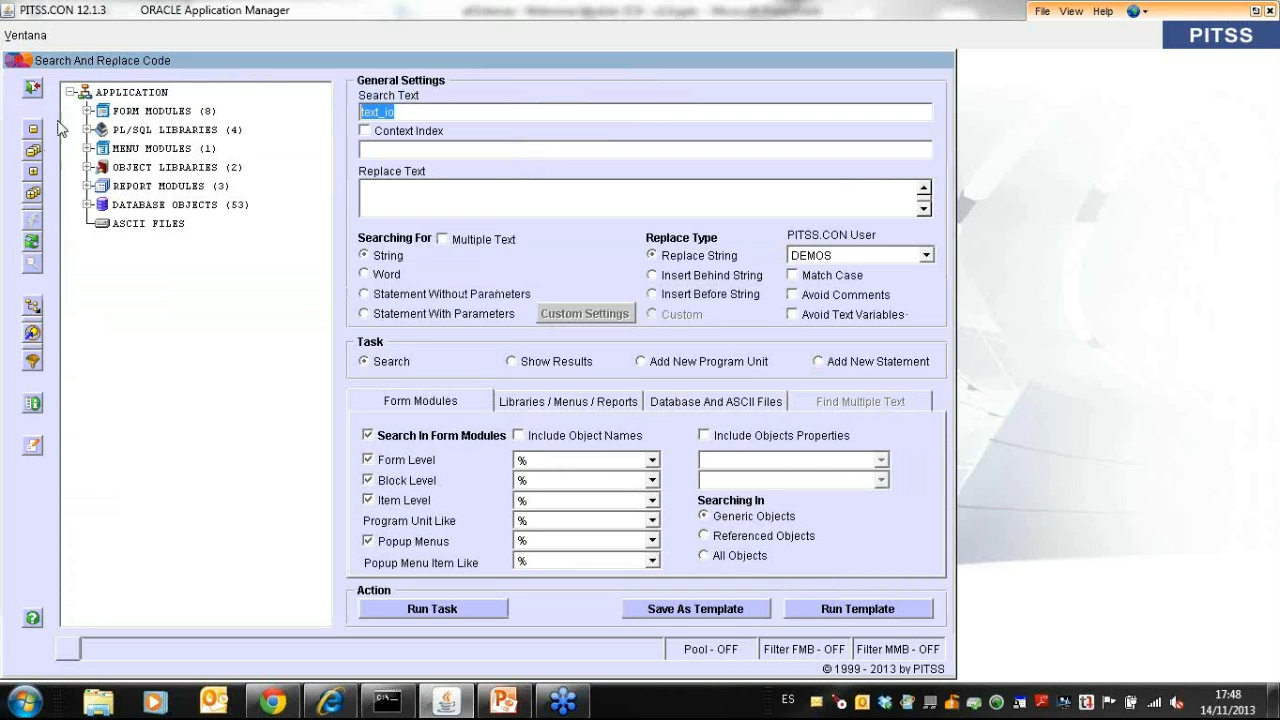 PITSS.CON 12.1.3 ORACLE Application Manager
File View Help
Ventana
PITSS
Search And Replace Code
APPLICATION
FORM MODULES (8)
PL/SQL LIBRARIES (4)
MENU MODULES (1)
OBJECT LIBRARIES (2)
REPORT MODULES (3)
DATABASE OBJECTS (53)
ASCII FILES
General Settings
Search Text
text_io
Context Index
Replace Text
Searching For Multiple Text
String
Word
Statement Without Parameters
Statement With Parameters
Custom Settings
Replace Type
Replace String
Insert Behind String
Insert Before String
Custom
PITSS.CON User
DEMOS
Match Case
Avoid Comments
Avoid Text Variables
Task
Search Show Results Add New Program Unit Add New Statement
Form Modules Libraries / Menus / Reports Database And ASCII Files Find Multiple Text
Search In Form Modules Include Object Names Include Objects Properties
Form Level %
Block Level %
Item Level %
Program Unit Like %
Popup Menus %
Popup Menu Item Like %
Searching In
Generic Objects
Referenced Objects
All Objects
Action
Run Task Save As Template Run Template
Pool - OFF Filter FMB - OFF Filter MMB - OFF
© 1999 - 2013 by PITSS
ES
17:48
14/11/2013